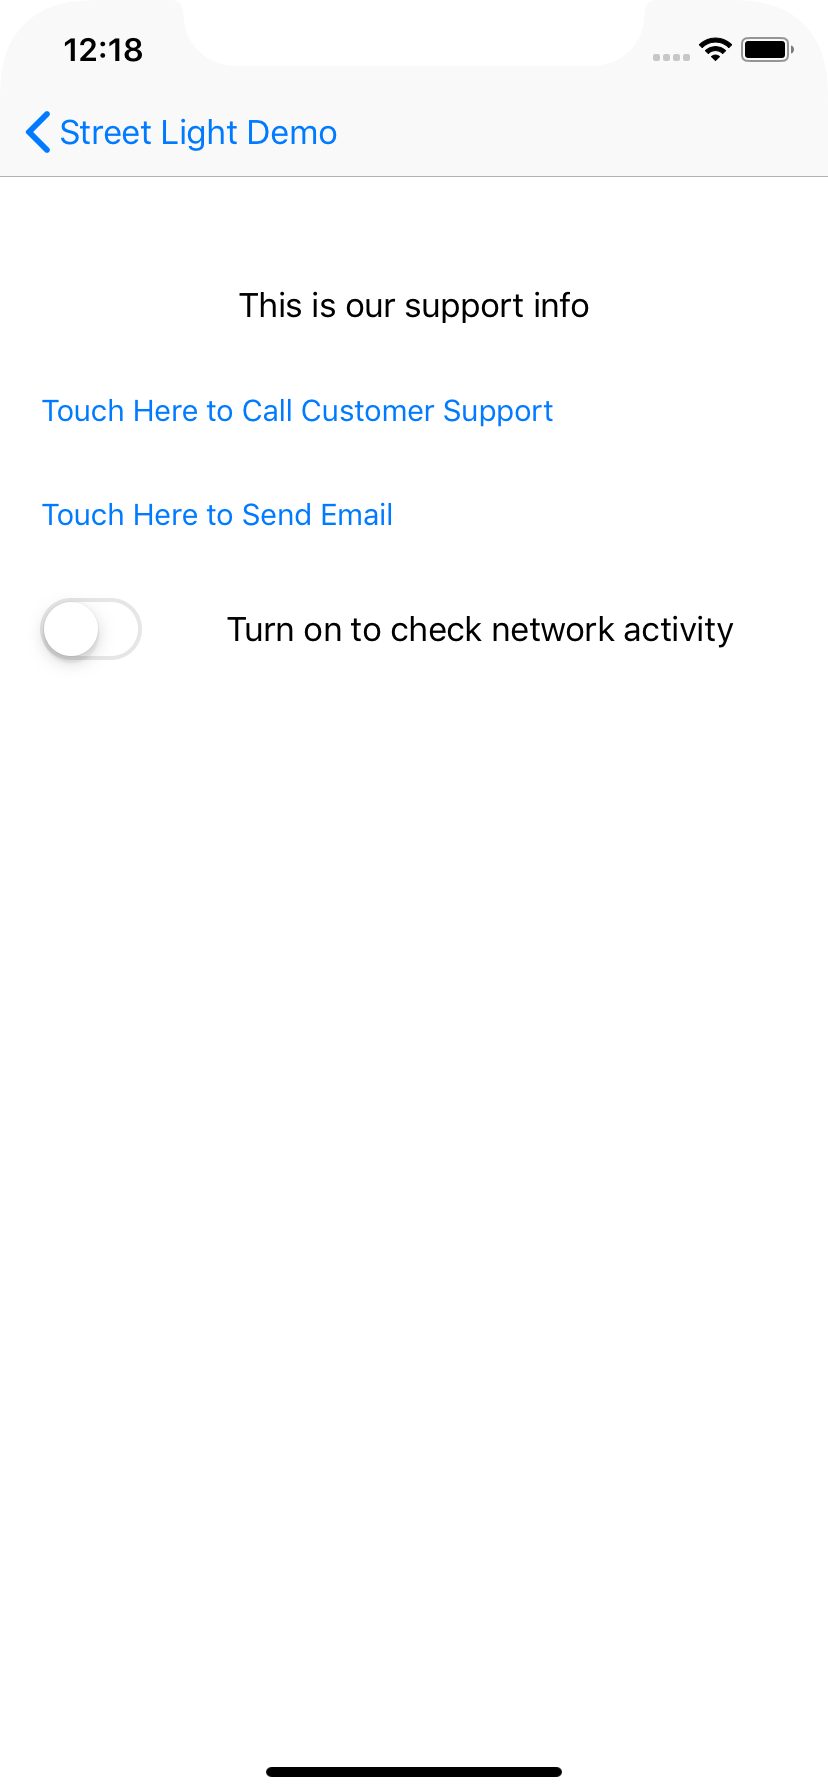 12:18
Street Light Demo
This is our support info
Touch Here to Call Customer Support
Touch Here to Send Email
Turn on to check network activity